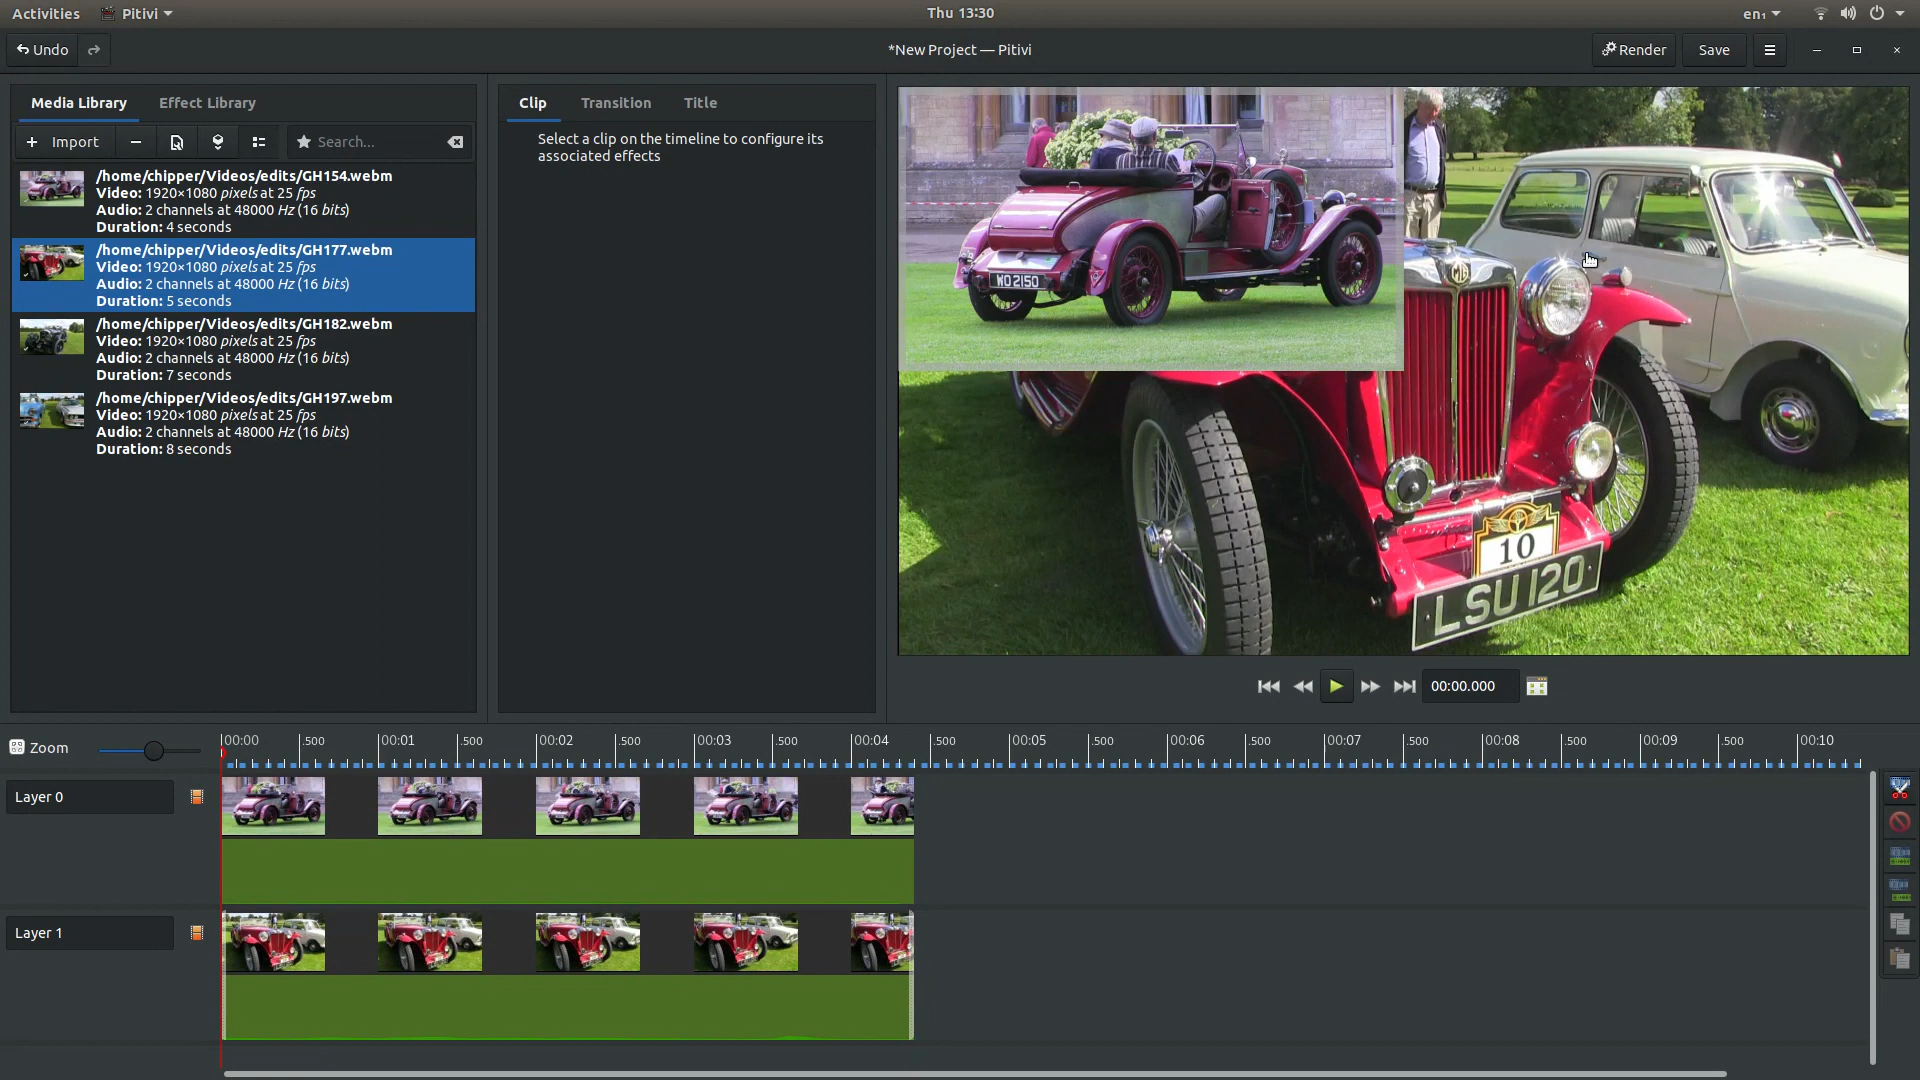 Activities Pitivi Thu 13:30 en₁
Undo *New Project — Pitivi Render Save
Media Library Effect Library
Import Search...
/home/chipper/Videos/edits/GH154.webm
Video: 1920×1080 pixels at 25 fps
Audio: 2 channels at 48000 Hz (16 bits)
Duration: 4 seconds
/home/chipper/Videos/edits/GH177.webm
Video: 1920×1080 pixels at 25 fps
Audio: 2 channels at 48000 Hz (16 bits)
Duration: 5 seconds
/home/chipper/Videos/edits/GH182.webm
Video: 1920×1080 pixels at 25 fps
Audio: 2 channels at 48000 Hz (16 bits)
Duration: 7 seconds
/home/chipper/Videos/edits/GH197.webm
Video: 1920×1080 pixels at 25 fps
Audio: 2 channels at 48000 Hz (16 bits)
Duration: 8 seconds
Clip Transition Title
Select a clip on the timeline to configure its
associated effects
WO 2150
MG
10
LSU 120
00:00.000
Zoom 00:00 .500 00:01 .500 00:02 .500 00:03 .500 00:04 .500 00:05 .500 00:06 .500 00:07 .500 00:08 .500 00:09 .500 00:10
Layer 0
Layer 1